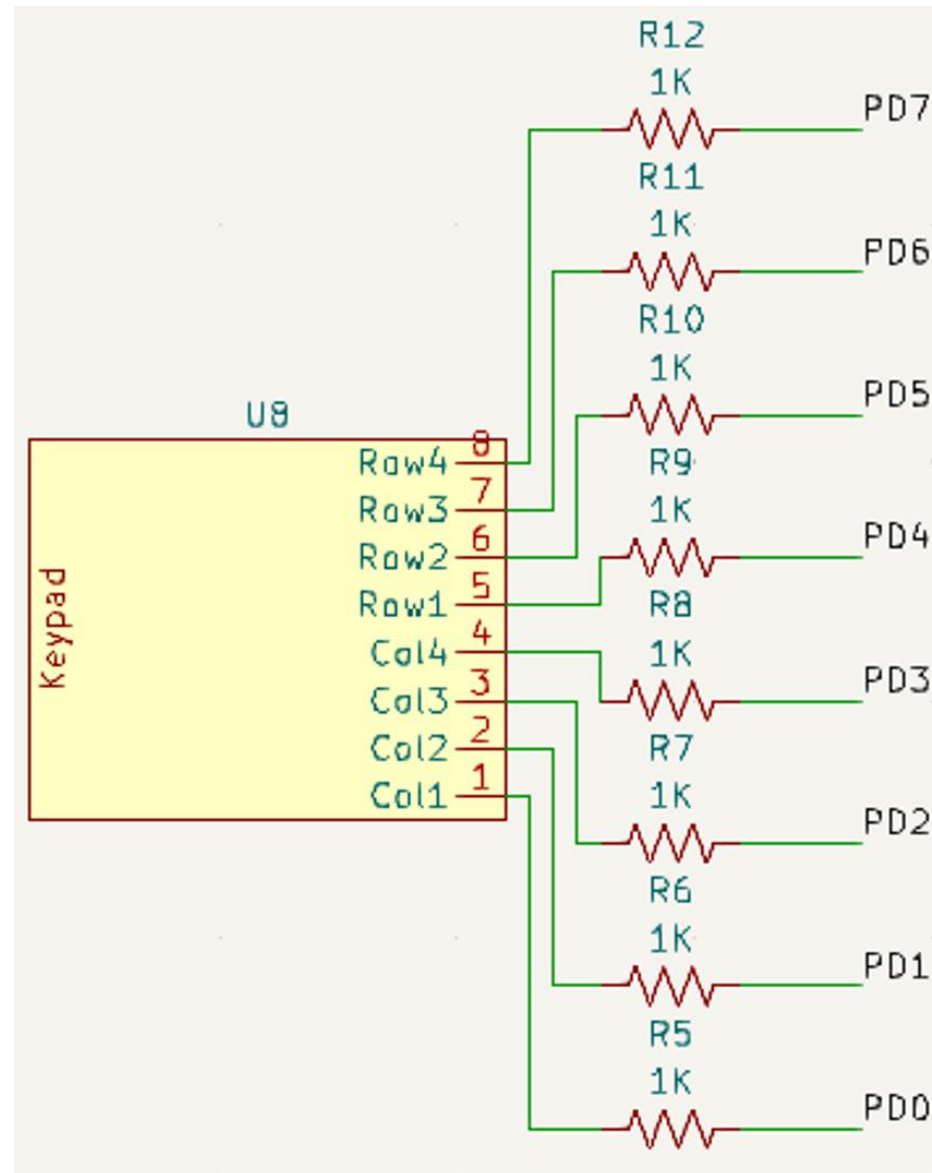 R12
1K
PD7
R11
1K
PD6
R10
1K
PD5
U8
Row4 8
R9
Row3 7
1K
Row2 6
PD4
Row1 5
R8
Keypad
Col4 4
1K
PD3
Col3 3
Col2 2
R7
Col1 1
1K
PD2
R6
1K
PD1
R5
1K
PD0